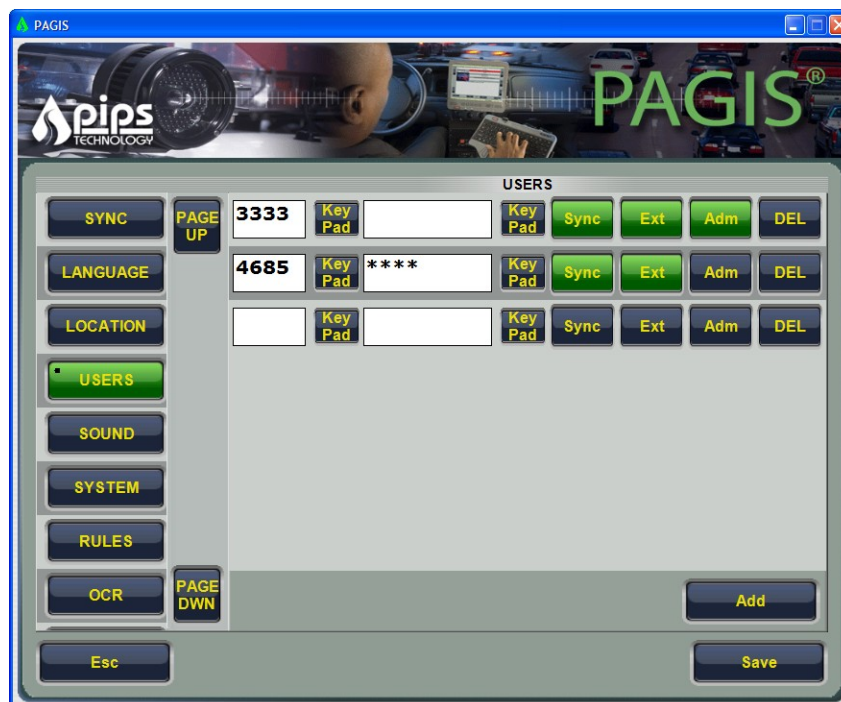 PAGIS
pips
TECHNOLOGY
PAGIS®
USERS
SYNC
PAGE
UP
3333
Key
Pad
Key
Pad
Sync
Ext
Adm
DEL
LANGUAGE
4685
Key
Pad
****
Key
Pad
Sync
Ext
Adm
DEL
LOCATION
Key
Pad
Key
Pad
Sync
Ext
Adm
DEL
USERS
SOUND
SYSTEM
RULES
OCR
PAGE
DWN
Add
Esc
Save